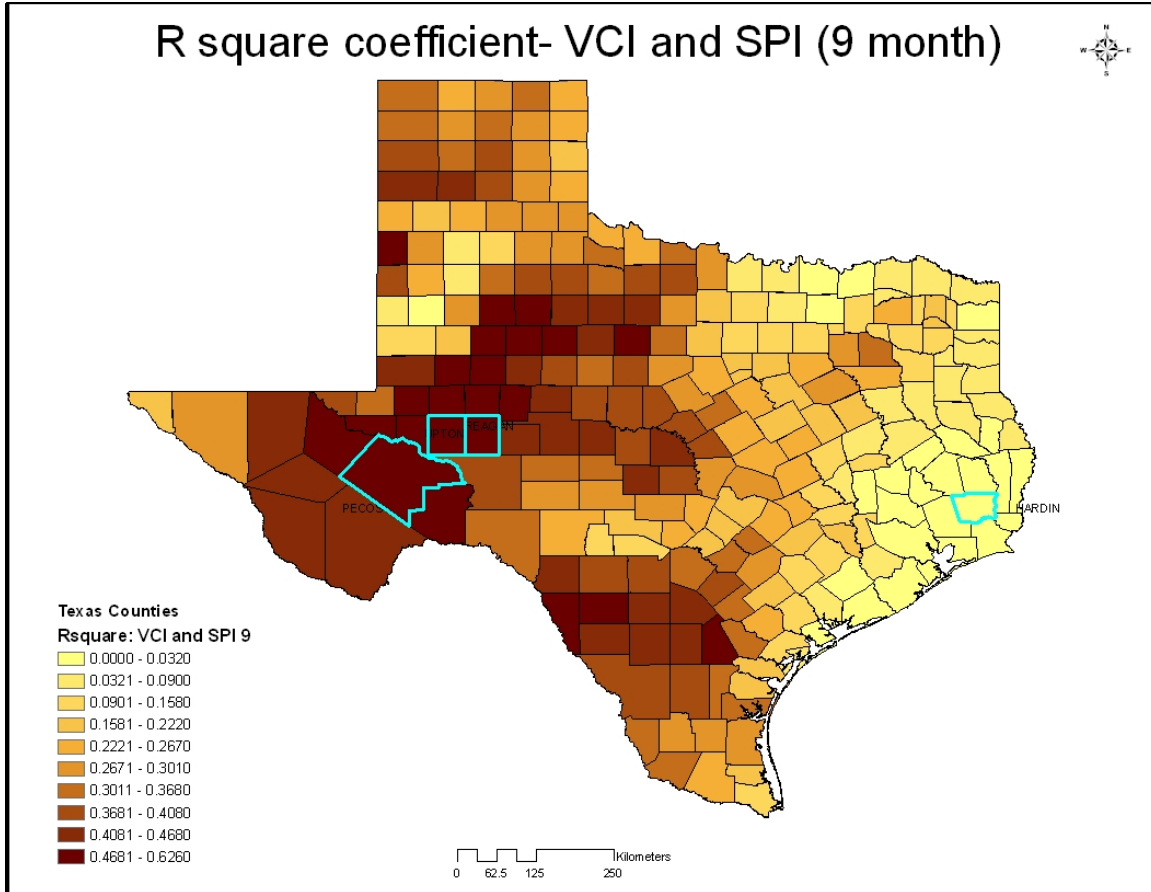 R square coefficient- VCI and SPI (9 month)
N
W E
S
UPTON REAGAN
PECOS
HARDIN
Texas Counties
Rsquare: VCI and SPI 9
0.0000 - 0.0320
0.0321 - 0.0900
0.0901 - 0.1580
0.1581 - 0.2220
0.2221 - 0.2670
0.2671 - 0.3010
0.3011 - 0.3680
0.3681 - 0.4080
0.4081 - 0.4680
0.4681 - 0.6260
Kilometers
0 62.5 125 250